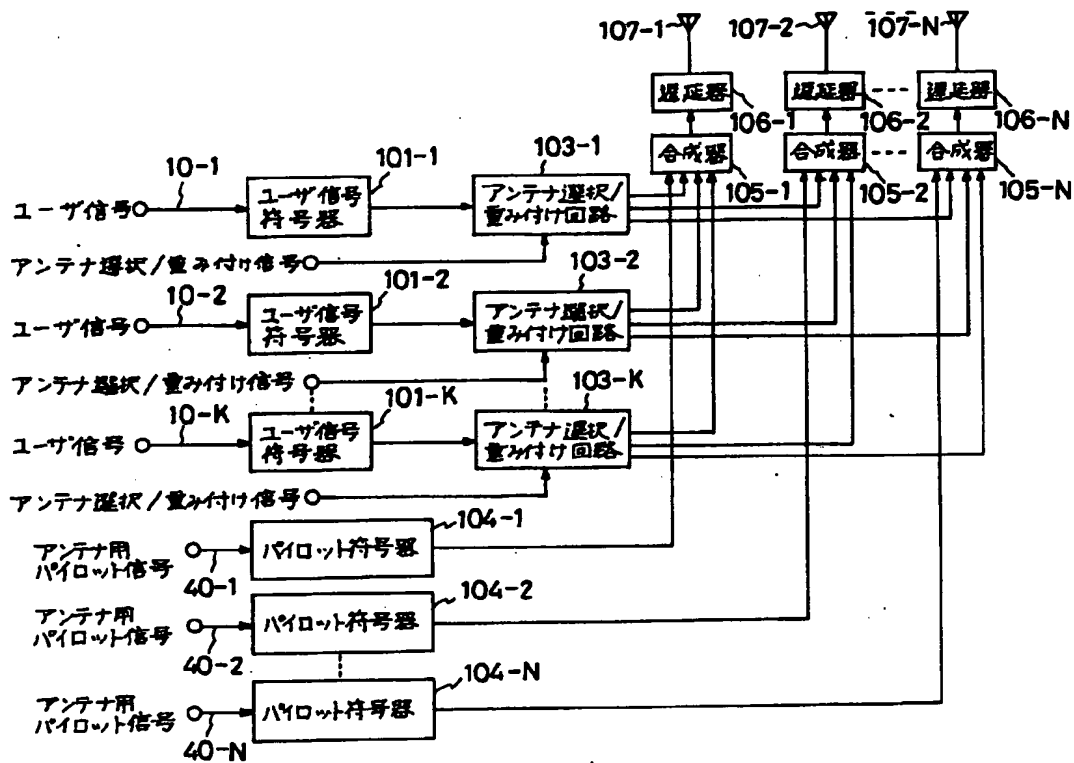 107-1
107-2
107-N
遅延器
遅延器
遅延器
106-1
106-2
106-N
合成器
合成器
合成器
105-1
105-2
105-N
10-1
101-1
103-1
ユーザ信号
ユーザ信号
符号器
アンテナ選択/
重み付け回路
アンテナ選択/重み付け信号
10-2
101-2
103-2
ユーザ信号
ユーザ信号
符号器
アンテナ選択/
重み付け回路
アンテナ選択/重み付け信号
10-K
101-K
103-K
ユーザ信号
ユーザ信号
符号器
アンテナ選択/
重み付け回路
アンテナ選択/重み付け信号
104-1
アンテナ用
パイロット信号
40-1
パイロット符号器
104-2
アンテナ用
パイロット信号
40-2
パイロット符号器
104-N
アンテナ用
パイロット信号
40-N
パイロット符号器